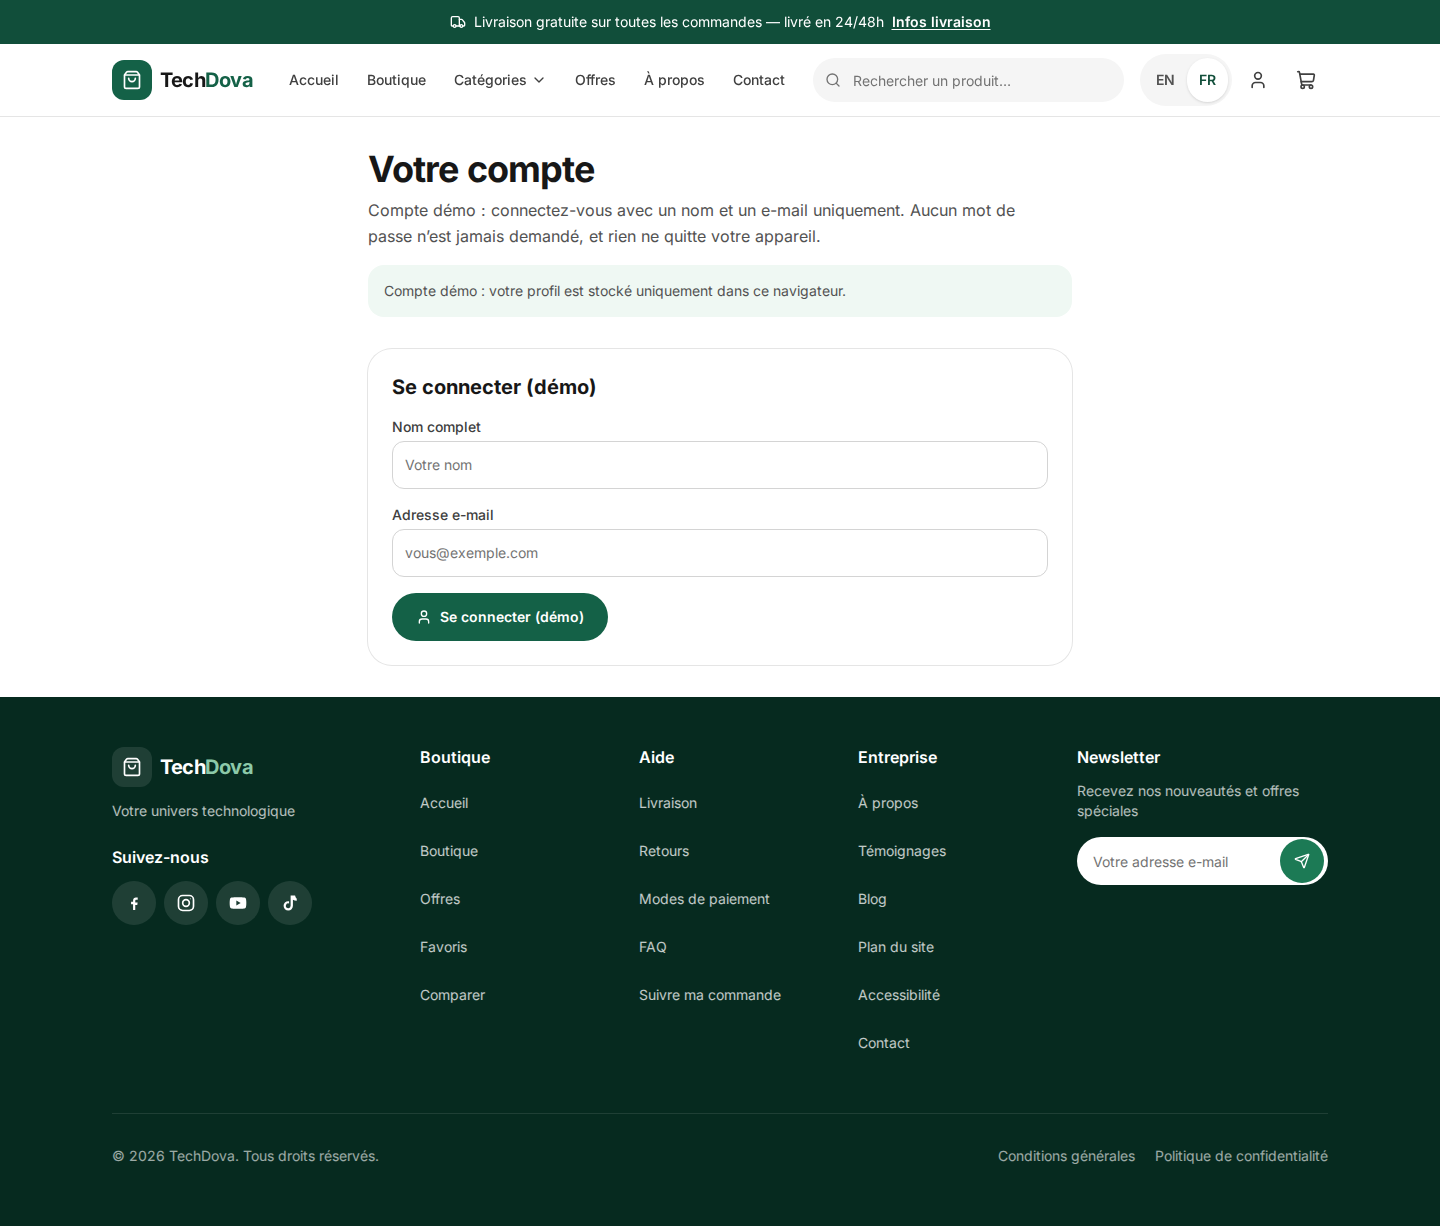 Livraison gratuite sur toutes les commandes — livré en 24/48h Infos livraison
TechDova
Accueil
Boutique
Catégories
Offres
À propos
Contact
Rechercher un produit...
EN
FR
Votre compte
Compte démo : connectez-vous avec un nom et un e-mail uniquement. Aucun mot de
passe n’est jamais demandé, et rien ne quitte votre appareil.
Compte démo : votre profil est stocké uniquement dans ce navigateur.
Se connecter (démo)
Nom complet
Votre nom
Adresse e-mail
vous@exemple.com
Se connecter (démo)
TechDova
Votre univers technologique
Suivez-nous
Boutique
Accueil
Boutique
Offres
Favoris
Comparer
Aide
Livraison
Retours
Modes de paiement
FAQ
Suivre ma commande
Entreprise
À propos
Témoignages
Blog
Plan du site
Accessibilité
Contact
Newsletter
Recevez nos nouveautés et offres
spéciales
Votre adresse e-mail
© 2026 TechDova. Tous droits réservés.
Conditions générales
Politique de confidentialité